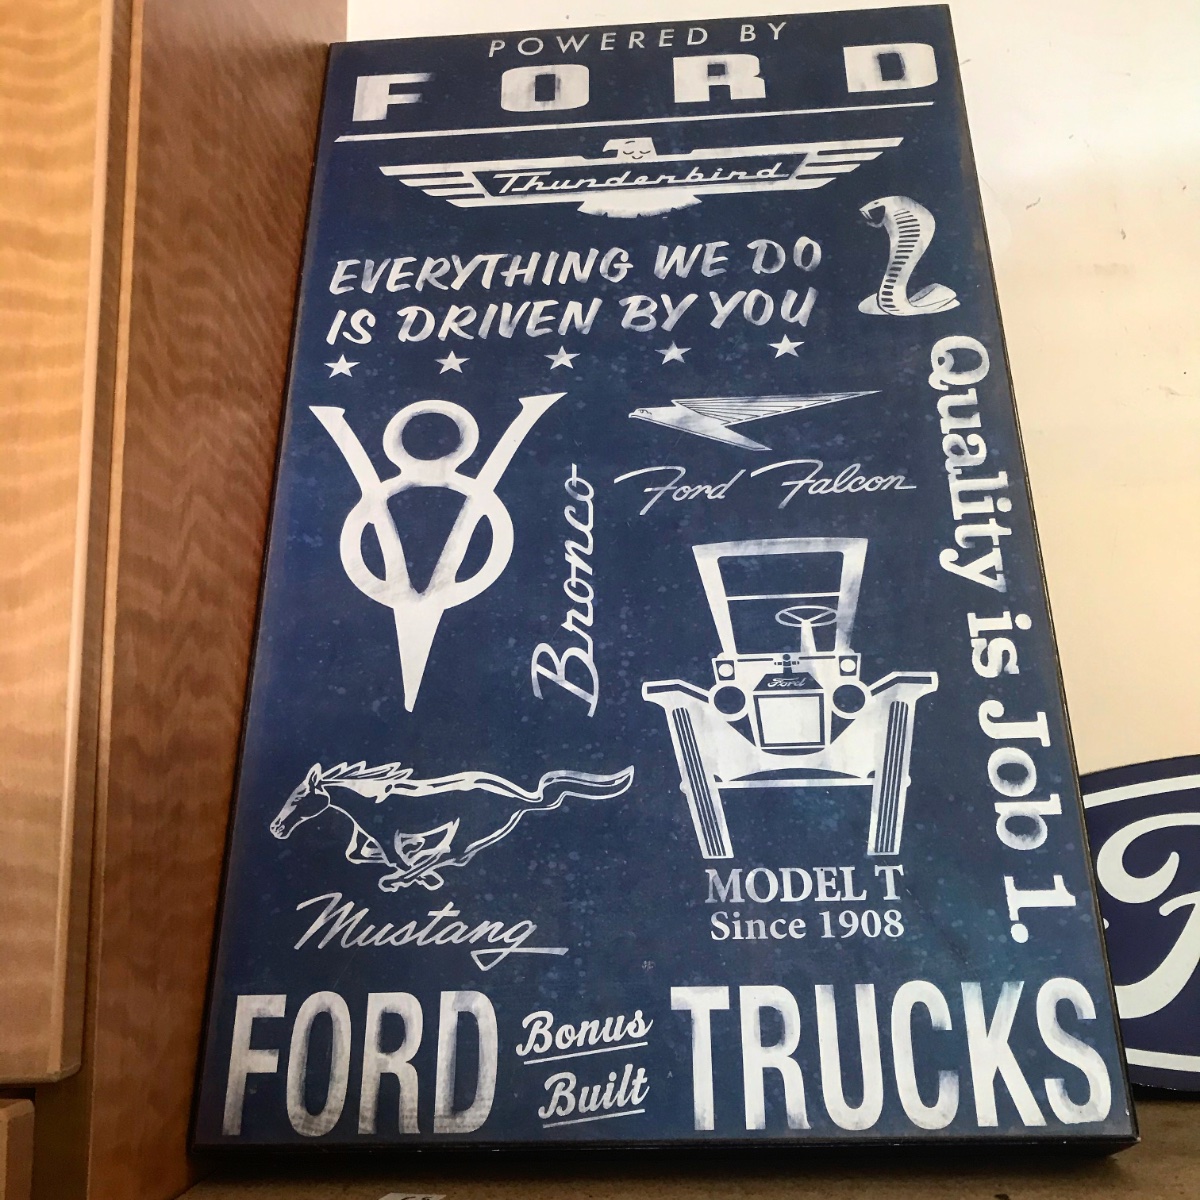 POWERED BY
FORD
Thunderbird
EVERYTHING WE DO
IS DRIVEN BY YOU
V8
Ford Falcon
Bronco
Quality is Job 1.
Ford
Mustang
MODEL T
Since 1908
FORD Bonus Built TRUCKS